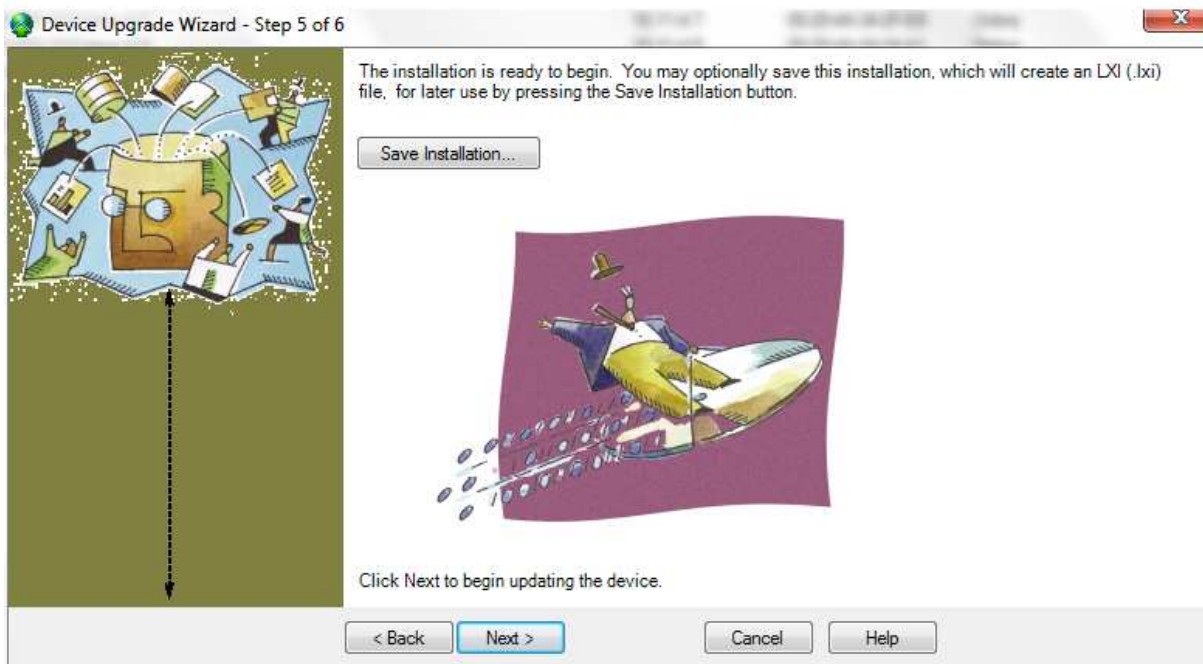 Device Upgrade Wizard - Step 5 of 6
The installation is ready to begin.  You may optionally save this installation, which will create an LXI (.lxi)
file,  for later use by pressing the Save Installation button.
Save Installation...
Click Next to begin updating the device.
< Back
Next >
Cancel
Help